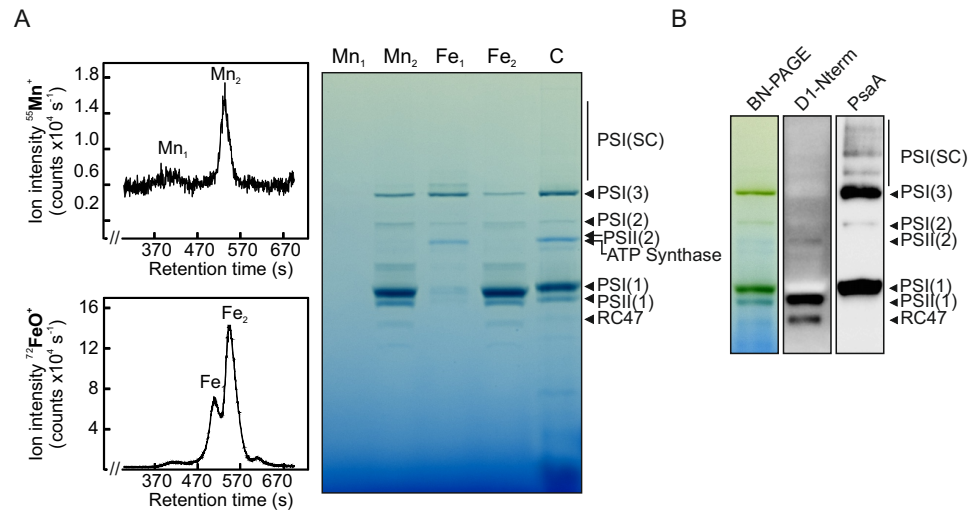 A
B
Ion intensity ⁵⁵Mn⁺
(counts x10⁴ s⁻¹)
1.8
1.4
1.0
0.6
0.2
Mn₁
Mn₂
370 470 570 670
Retention time (s)
Ion intensity ⁷²FeO⁺
(counts x10⁴ s⁻¹)
16
12
8
4
Fe₂
Fe
370 470 570 670
Retention time (s)
Mn₁ Mn₂ Fe₁ Fe₂ C
PSI(SC)
PSI(3)
PSI(2)
PSII(2)
ATP Synthase
PSI(1)
PSII(1)
RC47
BN-PAGE
D1-Nterm
PsaA
PSI(SC)
PSI(3)
PSI(2)
PSII(2)
PSI(1)
PSII(1)
RC47